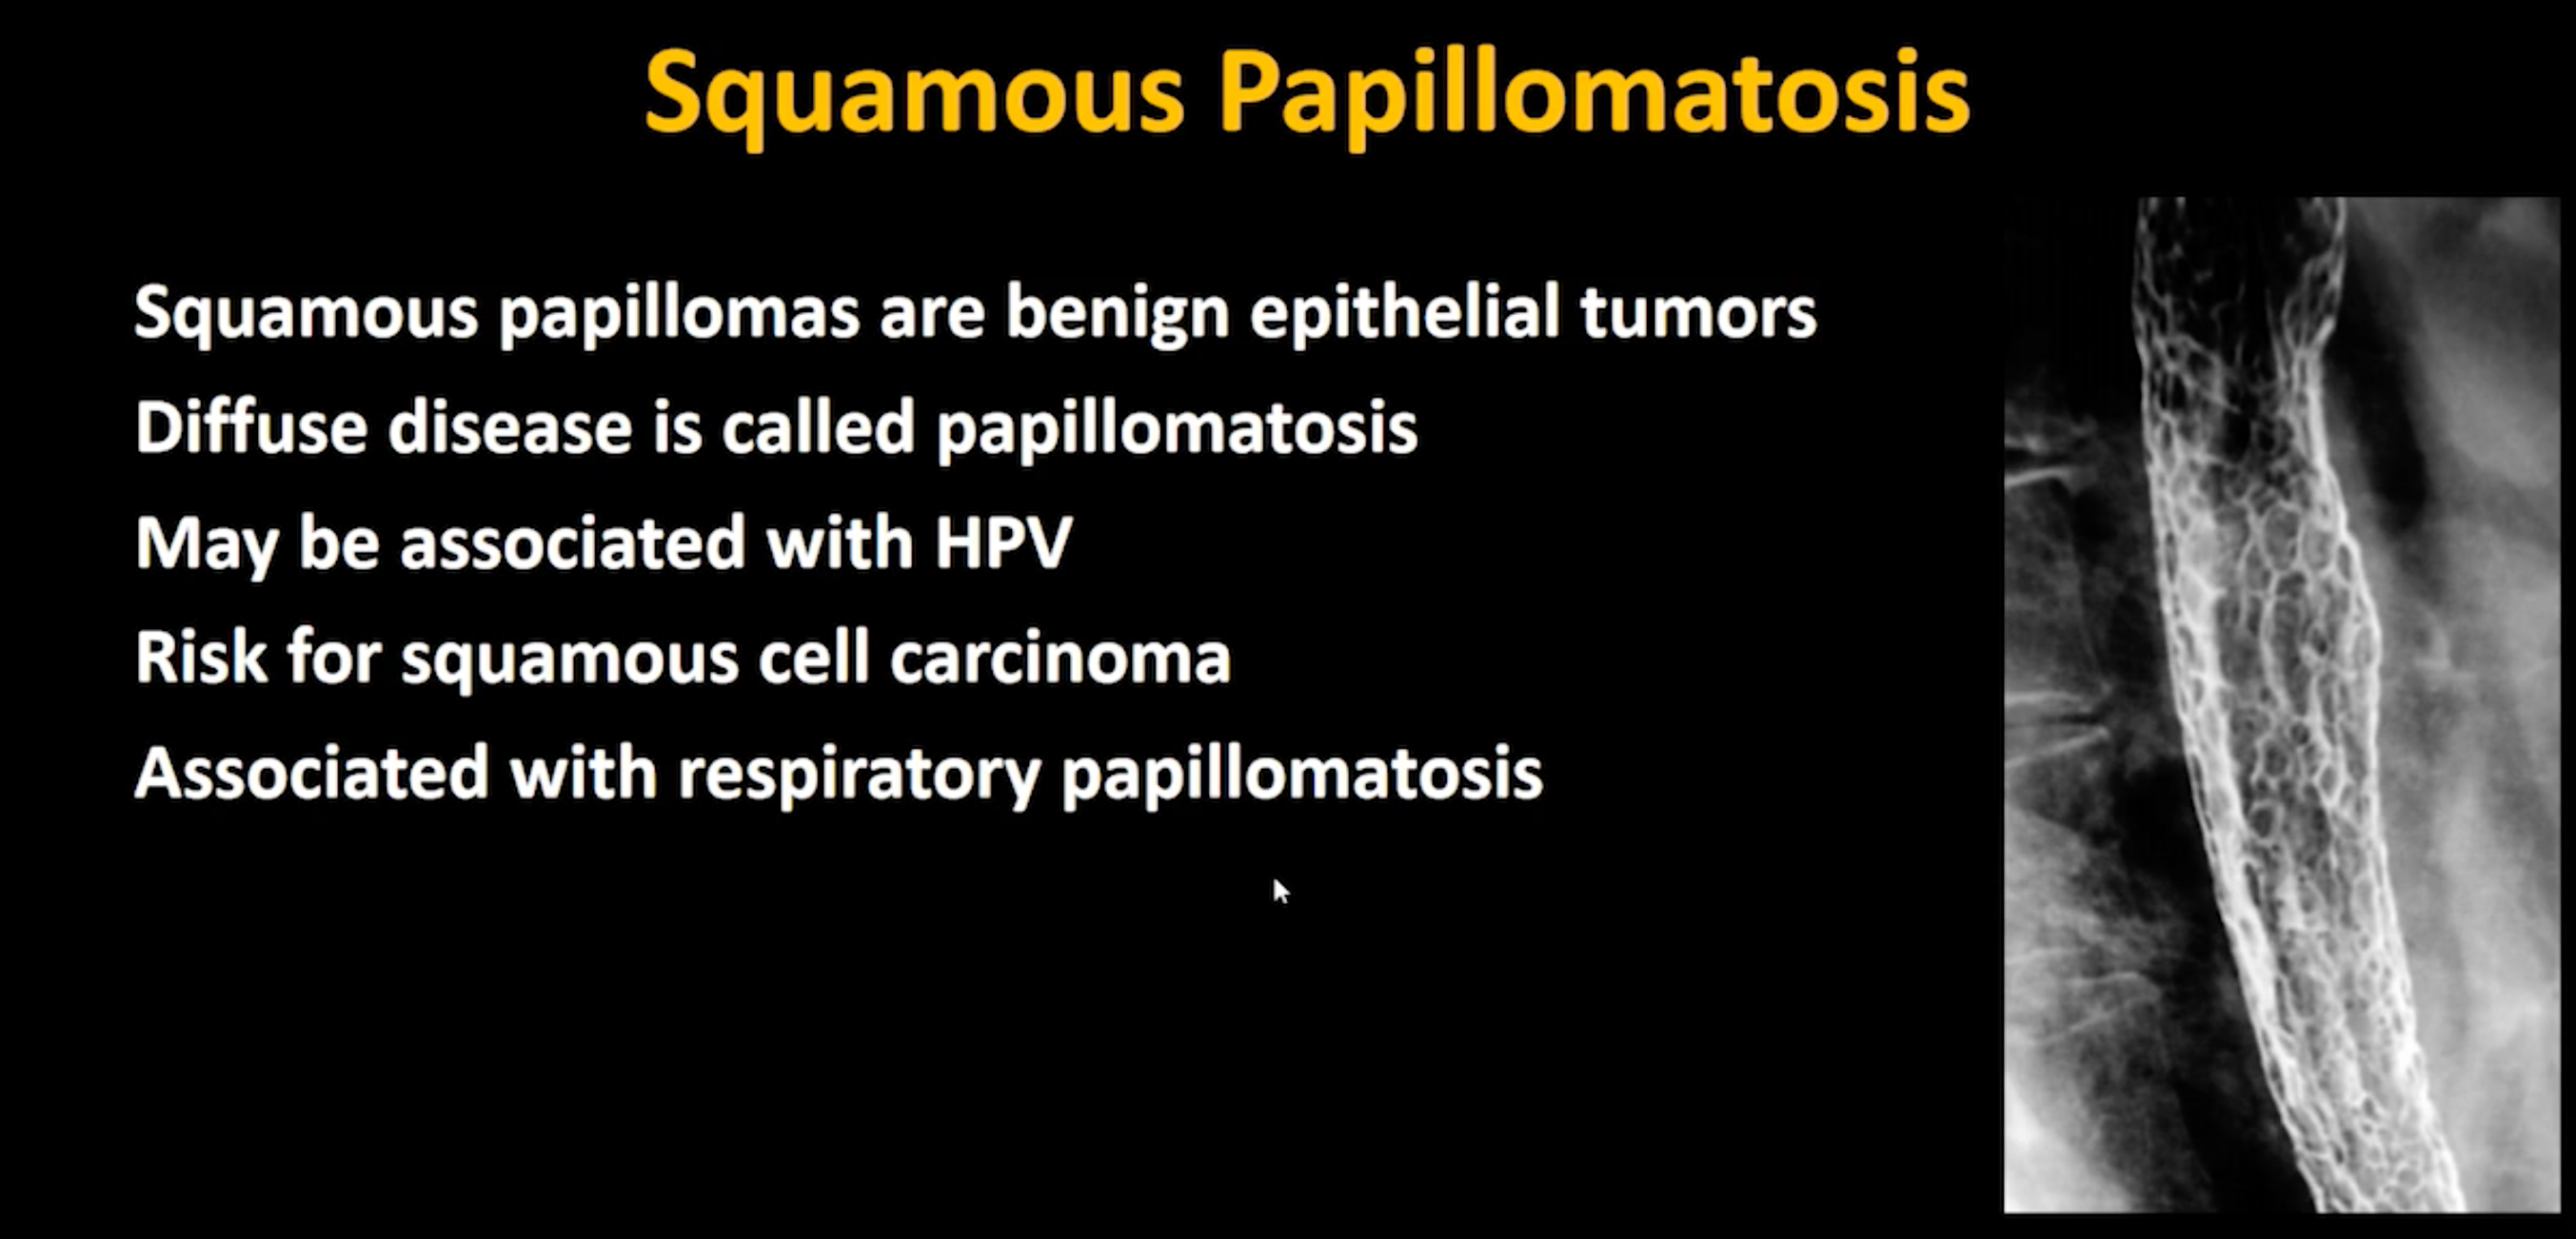 Squamous Papillomatosis
Squamous papillomas are benign epithelial tumors
Diffuse disease is called papillomatosis
May be associated with HPV
Risk for squamous cell carcinoma
Associated with respiratory papillomatosis